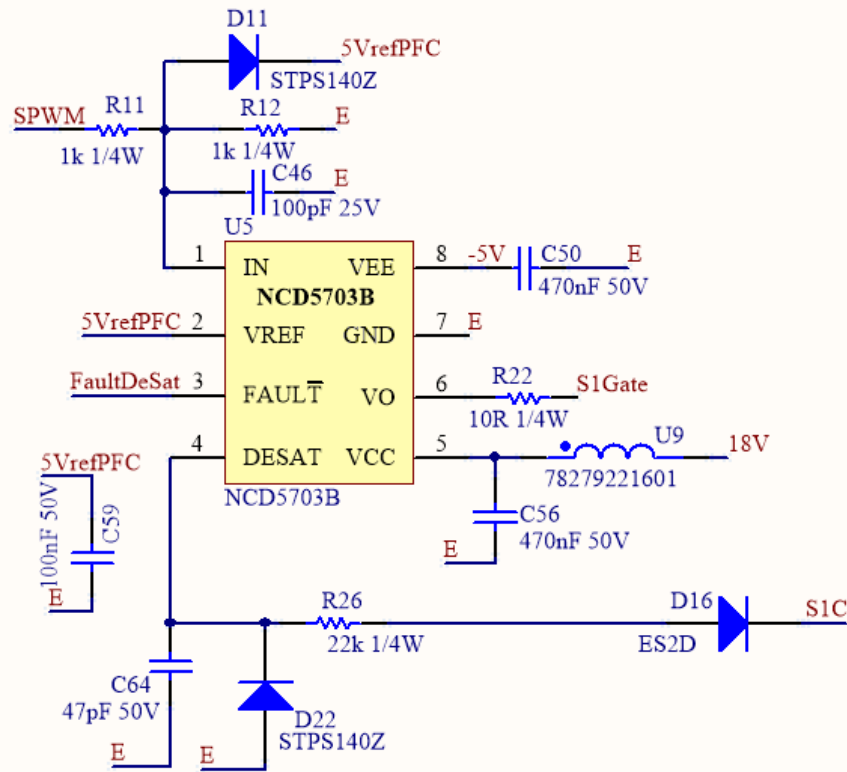 D11
5VrefPFC
STPS140Z
SPWM
R11
R12
E
1k 1/4W
1k 1/4W
C46
E
100pF 25V
U5
1
IN
VEE
8
-5V
C50
E
470nF 50V
NCD5703B
5VrefPFC
2
VREF
GND
7
E
FaultDeSat
3
FAULT
VO
6
R22
S1Gate
10R 1/4W
4
DESAT
VCC
5
U9
18V
78279221601
NCD5703B
5VrefPFC
100nF 50V
C59
E
C56
470nF 50V
E
R26
22k 1/4W
D16
ES2D
S1C
C64
47pF 50V
E
D22
STPS140Z
E